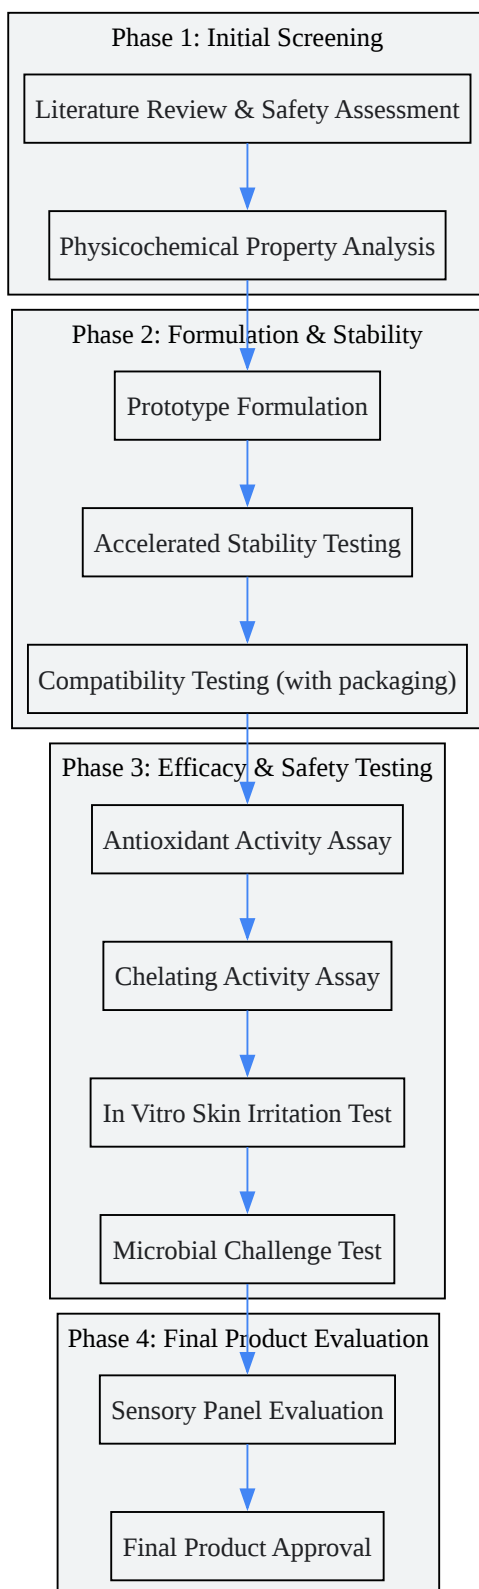 Phase 1: Initial Screening
Literature Review & Safety Assessment
Physicochemical Property Analysis
Phase 2: Formulation & Stability
Prototype Formulation
Accelerated Stability Testing
Compatibility Testing (with packaging)
Phase 3: Efficacy & Safety Testing
Antioxidant Activity Assay
Chelating Activity Assay
In Vitro Skin Irritation Test
Microbial Challenge Test
Phase 4: Final Product Evaluation
Sensory Panel Evaluation
Final Product Approval